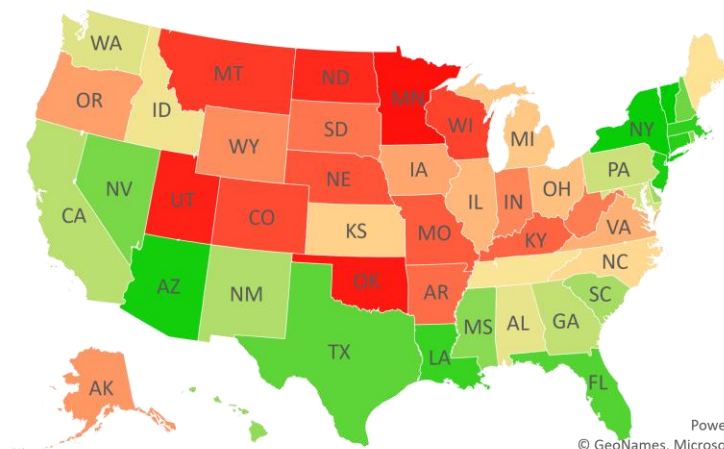 WA
MT
ND
MN
OR
ID
SD
WI
NY
WY
MI
IA
PA
NE
NV
OH
IL
IN
UT
CO
CA
VA
KS
MO
KY
NC
OK
AZ
NM
AR
SC
MS
AL
GA
TX
LA
AK
FL
Powe
© GeoNames, Microso